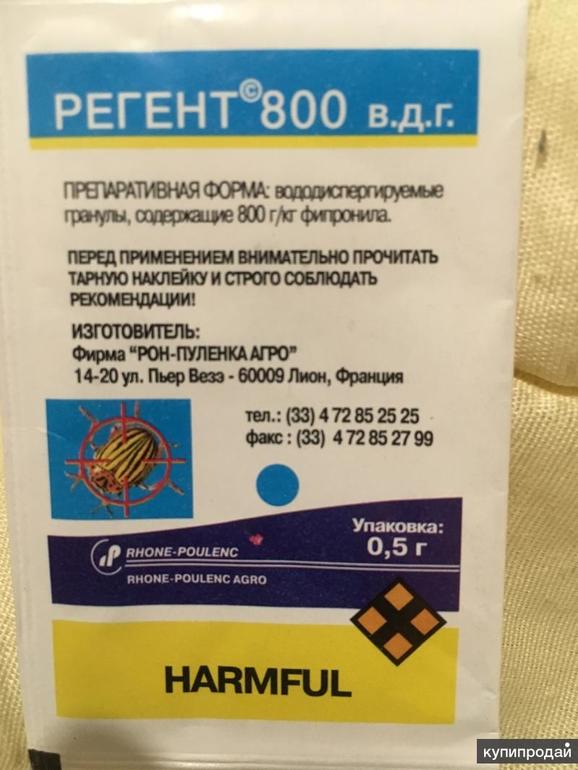 РЕГЕНТ© 800 в.д.г.
ПРЕПАРАТИВНАЯ ФОРМА: вододиспергируемые
гранулы, содержащие 800 г/кг фипронила.
ПЕРЕД ПРИМЕНЕНИЕМ ВНИМАТЕЛЬНО ПРОЧИТАТЬ
ТАРНУЮ НАКЛЕЙКУ И СТРОГО СОБЛЮДАТЬ
РЕКОМЕНДАЦИИ!
ИЗГОТОВИТЕЛЬ:
Фирма "РОН-ПУЛЕНКА АГРО"
14-20 ул. Пьер Везэ - 60009 Лион, Франция
тел.: (33) 4 72 85 25 25
факс : (33) 4 72 85 27 99
Упаковка:
0,5 г
RHONE-POULENC
RHONE-POULENC AGRO
HARMFUL
купипродай